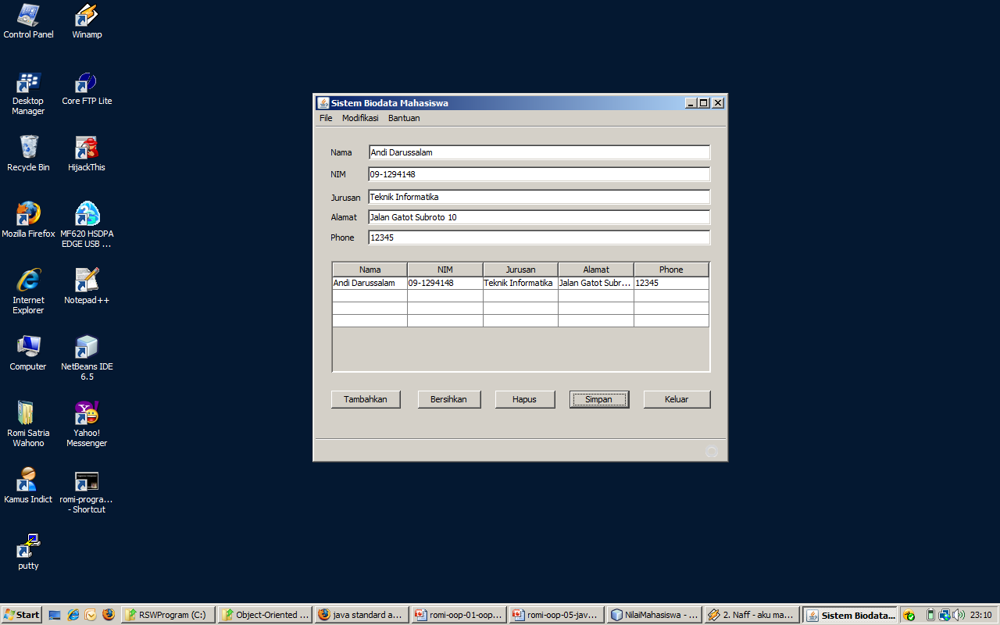 Control Panel
Winamp
Desktop
Manager
Core FTP Lite
Recycle Bin
HijackThis
Mozilla Firefox
MF620 HSDPA
EDGE USB ...
Internet
Explorer
Notepad++
Computer
NetBeans IDE
6.5
Romi Satria
Wahono
Yahoo!
Messenger
Kamus Indict
romi-progra...
- Shortcut
putty
Sistem Biodata Mahasiswa
File Modifikasi Bantuan
Nama Andi Darussalam
NIM 09-1294148
Jurusan Teknik Informatika
Alamat Jalan Gatot Subroto 10
Phone 12345
Nama NIM Jurusan Alamat Phone
Andi Darussalam 09-1294148 Teknik Informatika Jalan Gatot Subr... 12345
Tambahkan Bersihkan Hapus Simpan Keluar
Start RSWProgram (C:) Object-Oriented ... java standard a... romi-oop-01-oop... romi-oop-05-jav... NilaiMahasiswa - ... 2. Naff - aku ma... Sistem Biodata... 23:10